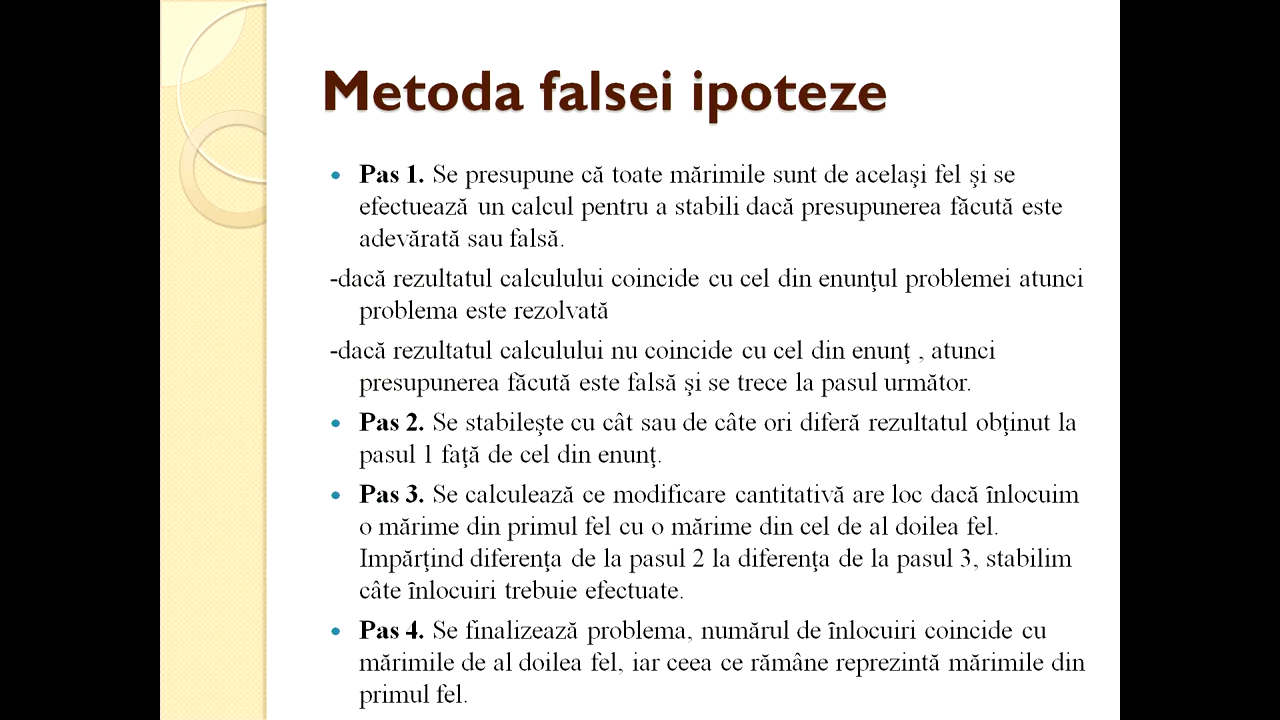 Metoda falsei ipoteze
• Pas 1. Se presupune că toate mărimile sunt de acelaşi fel şi se
efectuează un calcul pentru a stabili dacă presupunerea făcută este
adevărată sau falsă.
-dacă rezultatul calculului coincide cu cel din enunţul problemei atunci
problema este rezolvată
-dacă rezultatul calculului nu coincide cu cel din enunţ , atunci
presupunerea făcută este falsă şi se trece la pasul următor.
• Pas 2. Se stabileşte cu cât sau de câte ori diferă rezultatul obţinut la
pasul 1 faţă de cel din enunţ.
• Pas 3. Se calculează ce modificare cantitativă are loc dacă înlocuim
o mărime din primul fel cu o mărime din cel de al doilea fel.
Impărţind diferenţa de la pasul 2 la diferenţa de la pasul 3, stabilim
câte înlocuiri trebuie efectuate.
• Pas 4. Se finalizează problema, numărul de înlocuiri coincide cu
mărimile de al doilea fel, iar ceea ce rămâne reprezintă mărimile din
primul fel.